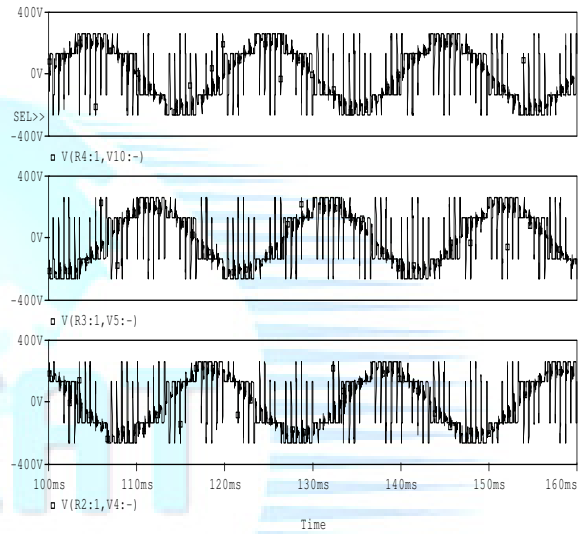 400V
0V
SEL>>
-400V
V(R4:1,V10:-)
400V
0V
-400V
V(R3:1,V5:-)
400V
0V
-400V
100ms 110ms 120ms 130ms 140ms 150ms 160ms
V(R2:1,V4:-)
Time